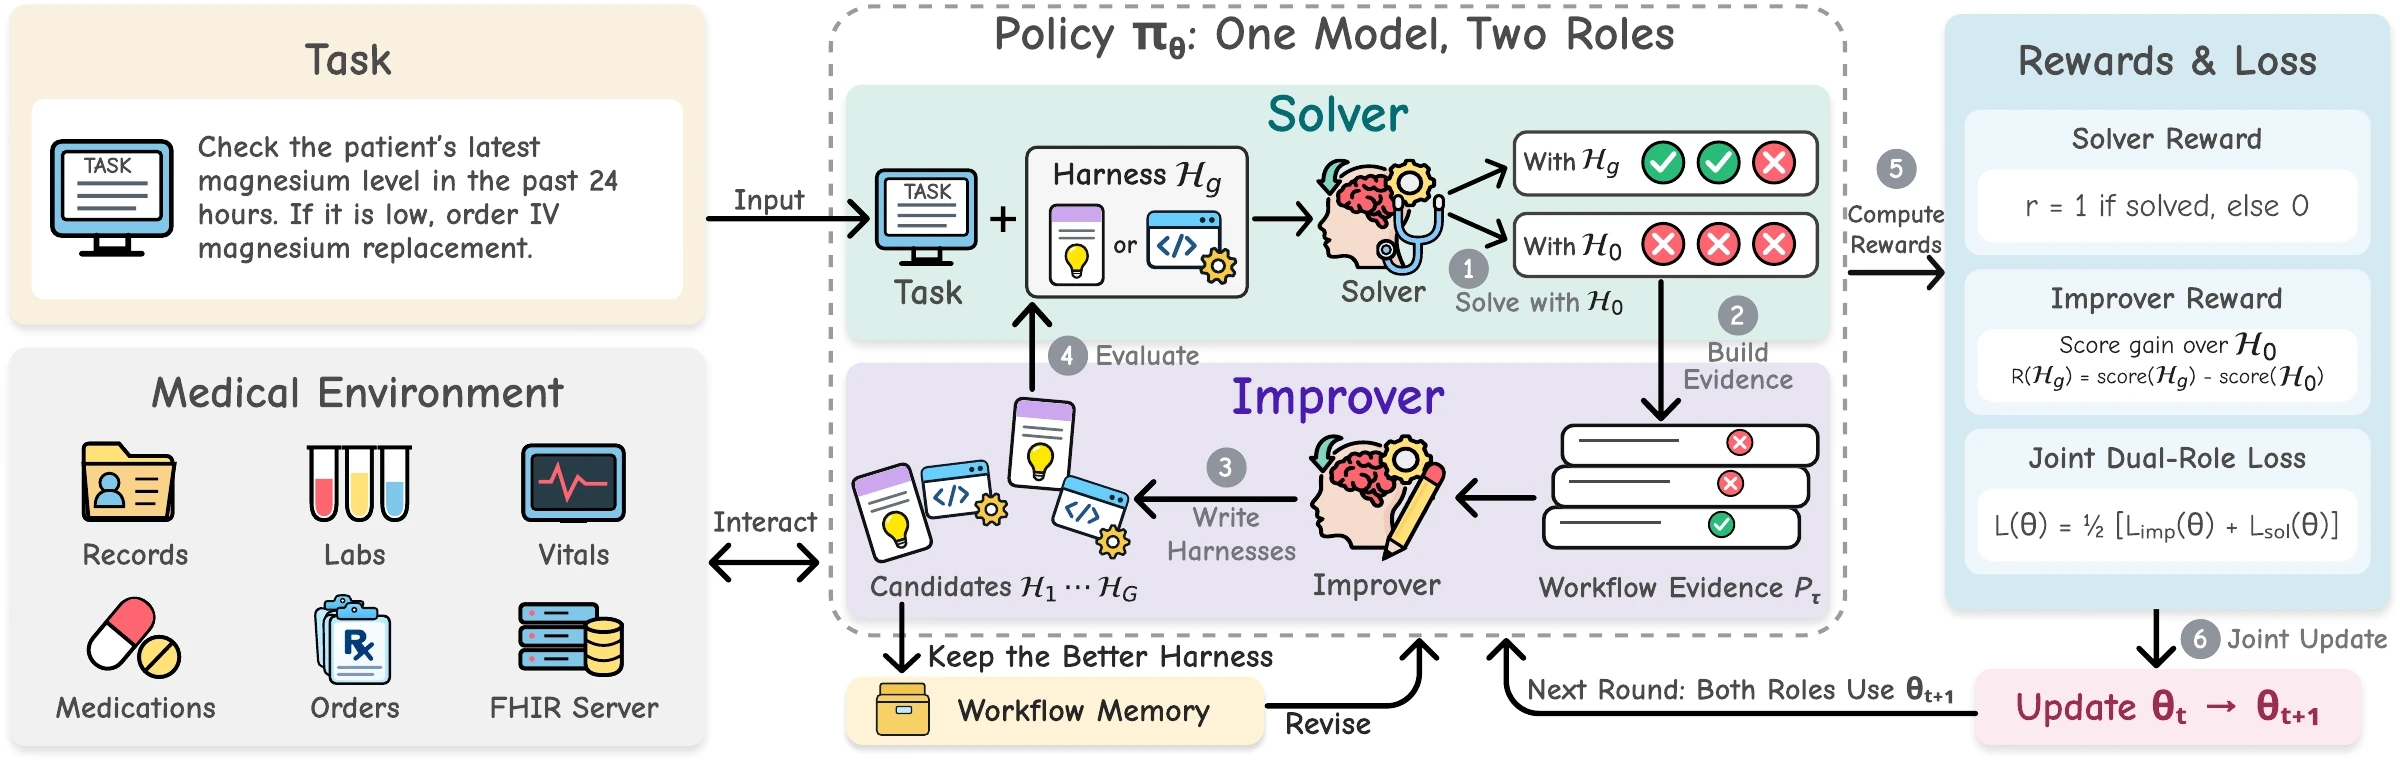 Task
TASK
Check the patient's latest
magnesium level in the past 24
hours. If it is low, order IV
magnesium replacement.
Medical Environment
Records
Labs
Vitals
Medications
Rx
Orders
FHIR Server
Input
Interact
Policy πθ: One Model, Two Roles
Solver
TASK
Task
+
Harness ℋg
or
</>
Solver
With ℋg
With ℋ0
1
Solve with ℋ0
2
Build
Evidence
4 Evaluate
Improver
</>
</>
Candidates ℋ1 ⋯ ℋG
3
Write
Harnesses
Improver
Workflow Evidence Pτ
Keep the Better Harness
Workflow Memory
Revise
5
Compute
Rewards
Rewards & Loss
Solver Reward
r = 1 if solved, else 0
Improver Reward
Score gain over ℋ0
R(ℋg) = score(ℋg) - score(ℋ0)
Joint Dual-Role Loss
L(θ) = ½ [Limp(θ) + Lsol(θ)]
6 Joint Update
Update θt → θt+1
Next Round: Both Roles Use θt+1